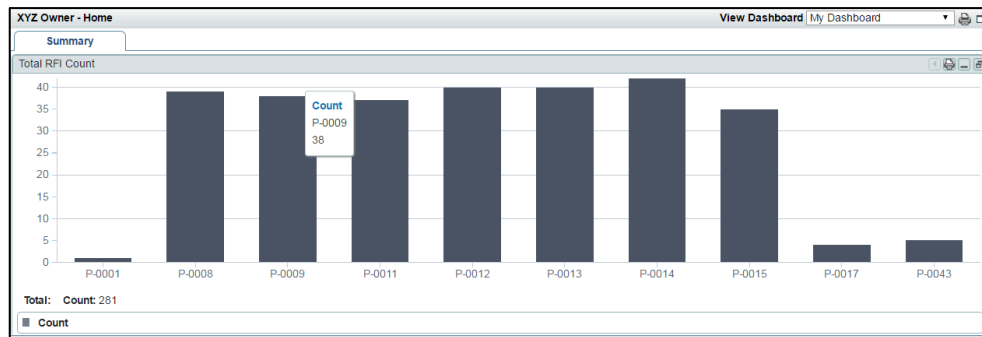 XYZ Owner - Home View Dashboard My Dashboard
Summary
Total RFI Count
40
35
30
25
20
15
10
5
0
Count
P-0009
38
P-0001 P-0008 P-0009 P-0011 P-0012 P-0013 P-0014 P-0015 P-0017 P-0043
Total: Count: 281
Count